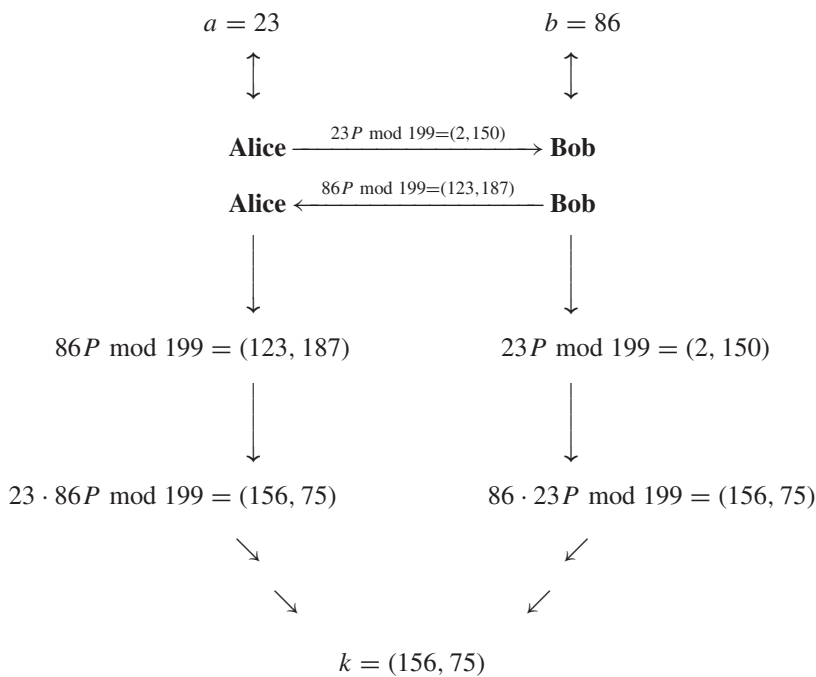 a = 23 b = 86
23P mod 199=(2,150)
Alice Bob
86P mod 199=(123,187)
Alice Bob
86P mod 199 = (123, 187) 23P mod 199 = (2, 150)
23 · 86P mod 199 = (156, 75) 86 · 23P mod 199 = (156, 75)
k = (156, 75)